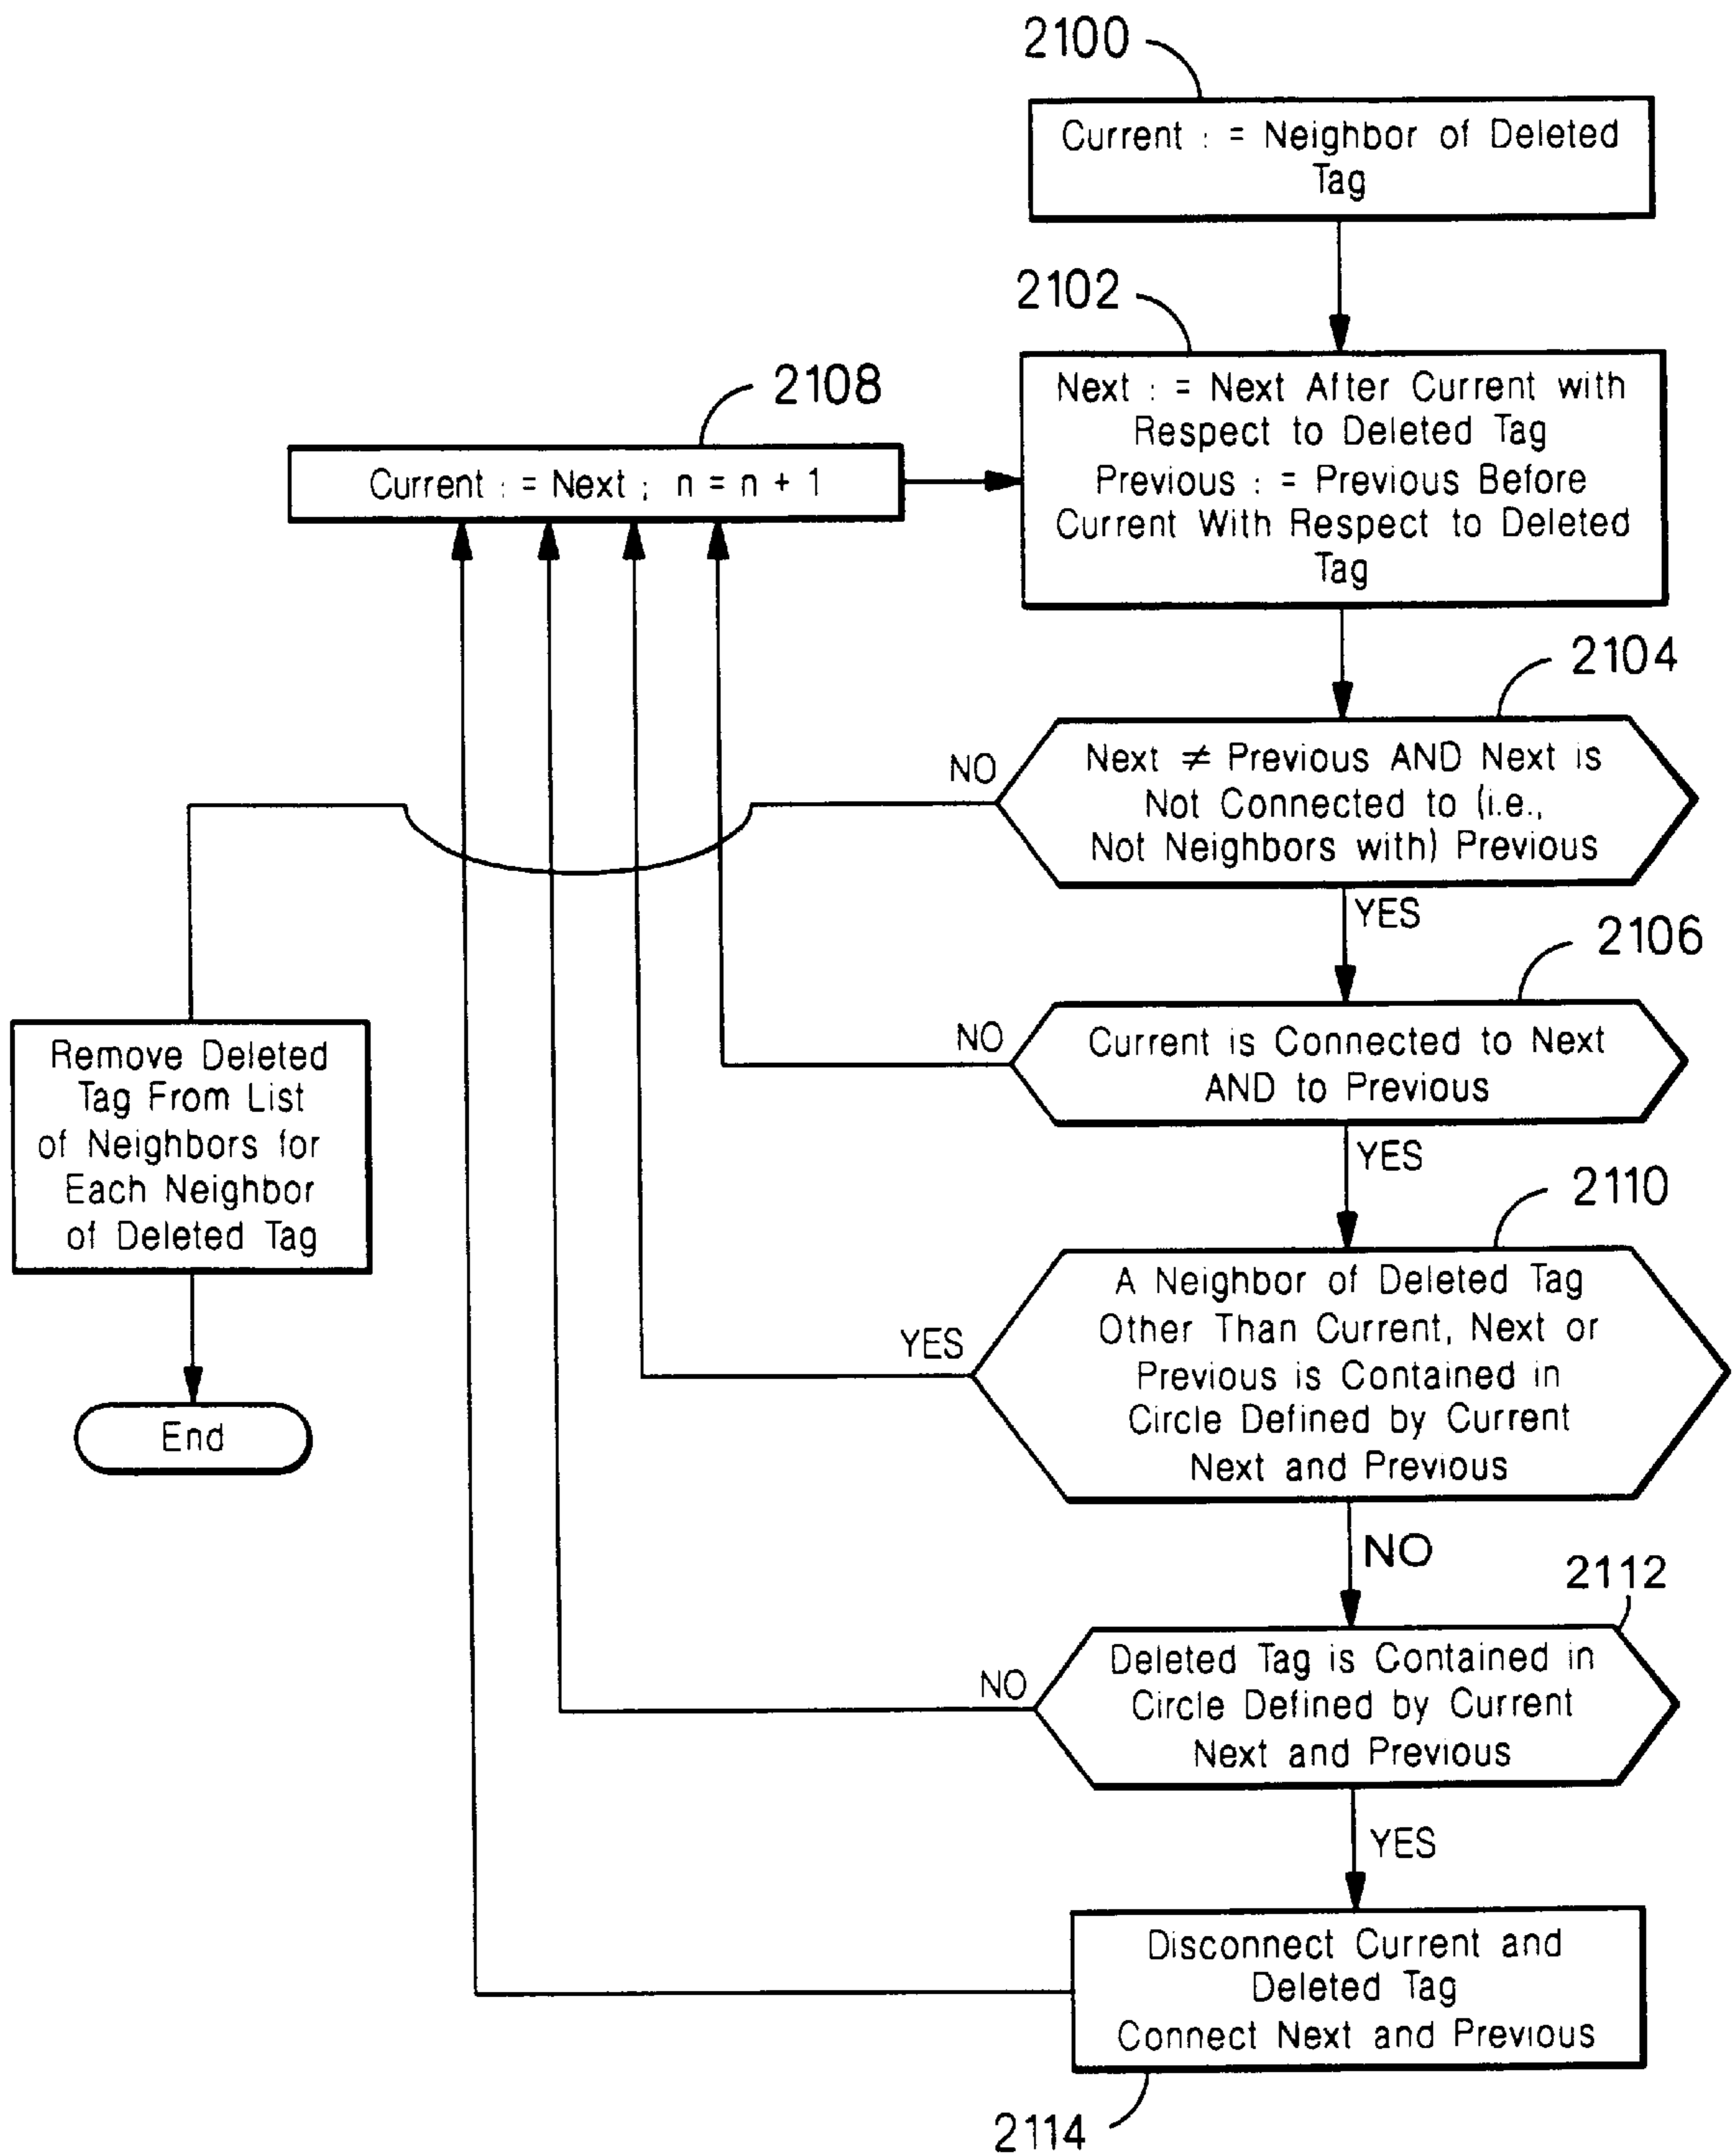 2100
Current : = Neighbor of Deleted
Tag
2102
Next : = Next After Current with
Respect to Deleted Tag
Previous : = Previous Before
Current With Respect to Deleted
Tag
2108
Current : = Next ; n = n + 1
2104
Next ≠ Previous AND Next is
Not Connected to (i.e.,
Not Neighbors with) Previous
NO
YES
2106
Current is Connected to Next
AND to Previous
NO
YES
Remove Deleted
Tag From List
of Neighbors for
Each Neighbor
of Deleted Tag
End
2110
A Neighbor of Deleted Tag
Other Than Current, Next or
Previous is Contained in
Circle Defined by Current
Next and Previous
YES
NO
2112
Deleted Tag is Contained in
Circle Defined by Current
Next and Previous
NO
YES
Disconnect Current and
Deleted Tag
Connect Next and Previous
2114